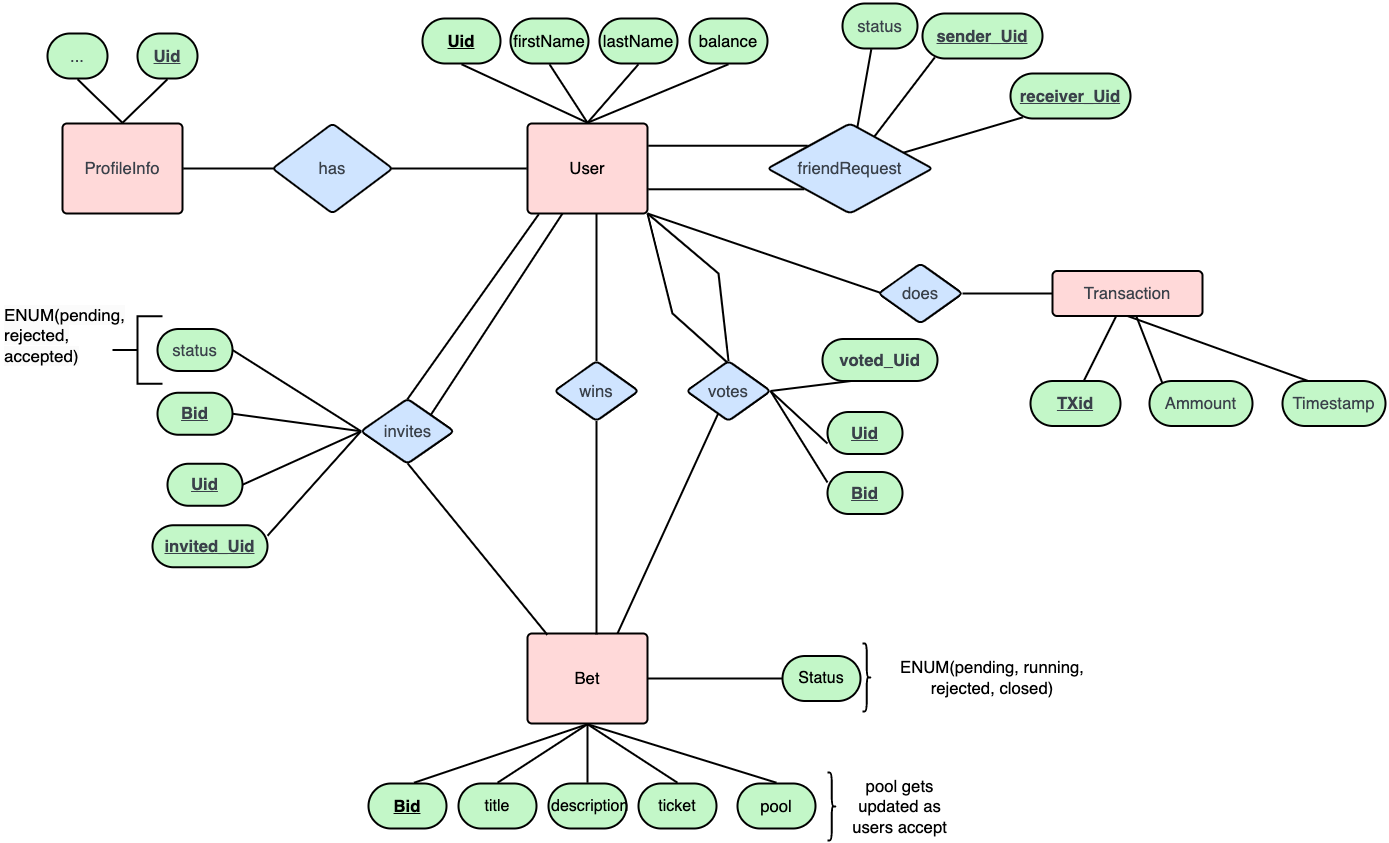 ...
Uid
Uid
firstName
lastName
balance
status
sender_Uid
receiver_Uid
ProfileInfo
has
User
friendRequest
does
Transaction
TXid
Ammount
Timestamp
ENUM(pending,
rejected,
accepted)
status
Bid
Uid
invited_Uid
invites
wins
votes
voted_Uid
Uid
Bid
Bet
Status
ENUM(pending, running,
rejected, closed)
Bid
title
description
ticket
pool
pool gets
updated as
users accept